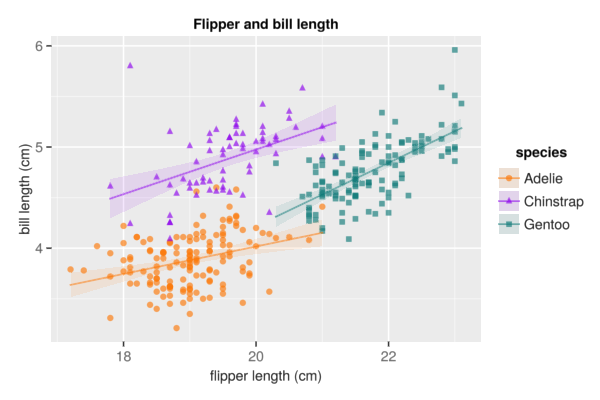 Flipper and bill length
6
5
4
bill length (cm)
18 20 22
flipper length (cm)
species
Adelie
Chinstrap
Gentoo